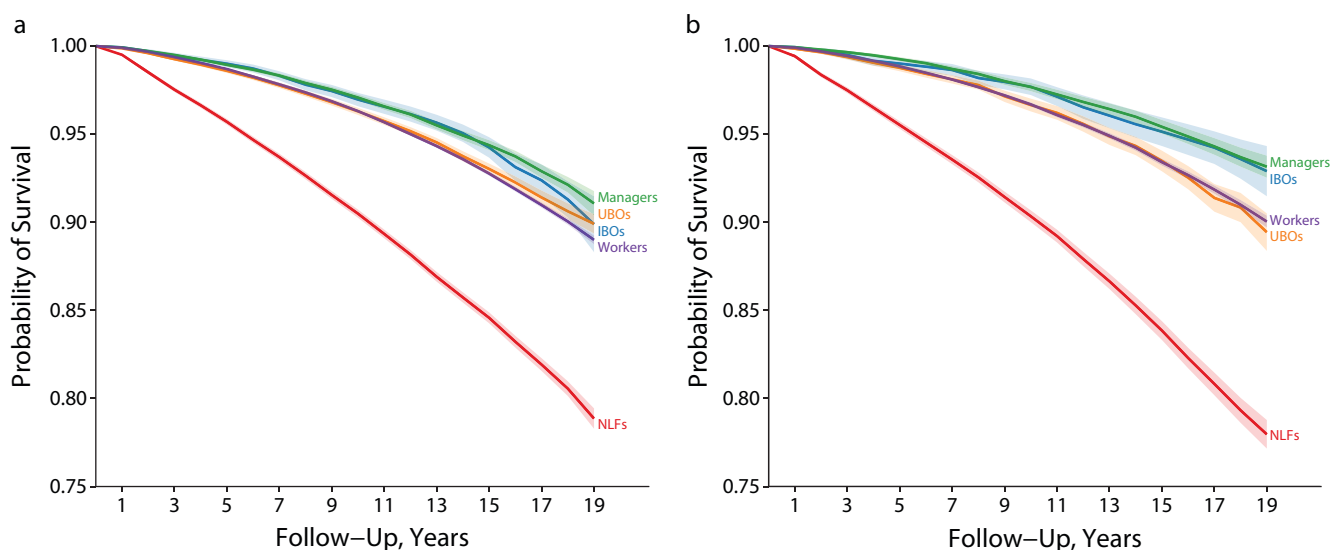 a
1.00
0.95
0.90
0.85
0.80
0.75
Probability of Survival
Managers
UBOs
IBOs
Workers
NLFs
1 3 5 7 9 11 13 15 17 19
Follow–Up, Years
b
1.00
0.95
0.90
0.85
0.80
0.75
Probability of Survival
Managers
IBOs
Workers
UBOs
NLFs
1 3 5 7 9 11 13 15 17 19
Follow–Up, Years